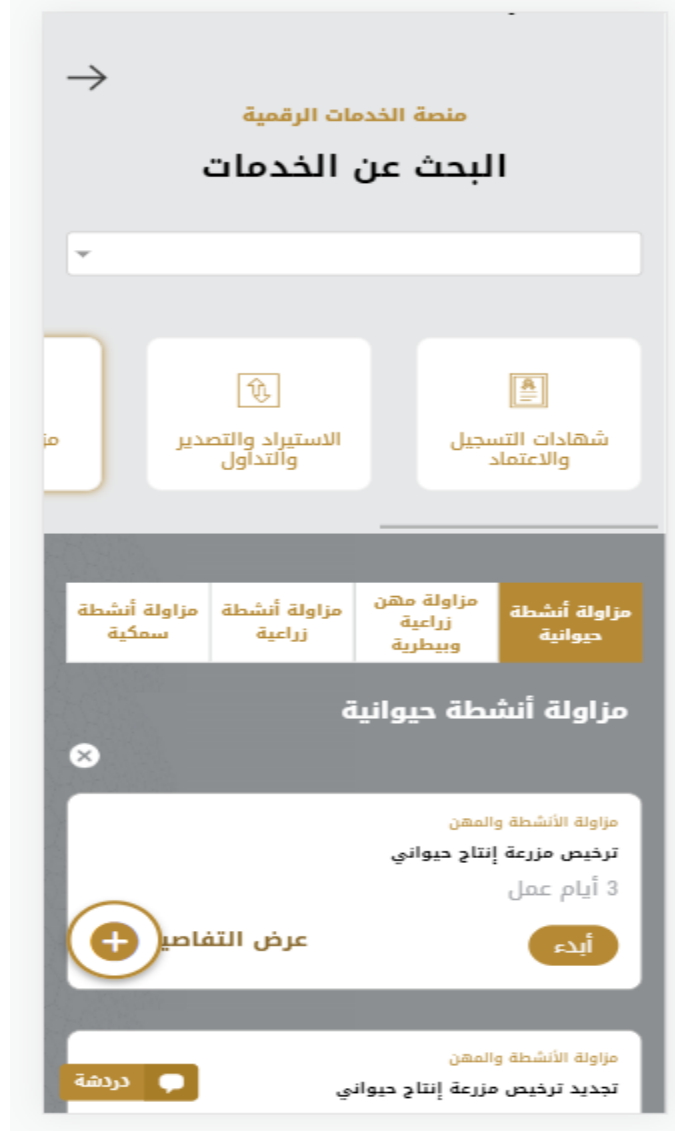 منصة الخدمات الرقمية
البحث عن الخدمات
شهادات التسجيل
والاعتماد
الاستيراد والتصدير
والتداول
مزاولة أنشطة
حيوانية
مزاولة مهن
زراعية
وبيطرية
مزاولة أنشطة
زراعية
مزاولة أنشطة
سمكية
مزاولة أنشطة حيوانية
مزاولة الأنشطة والمهن
ترخيص مزرعة إنتاج حيواني
3 أيام عمل
أبدء
عرض
مزاولة الأنشطة والمهن
تجديد ترخيص مزرعة إنتاج حيواني
دردشة